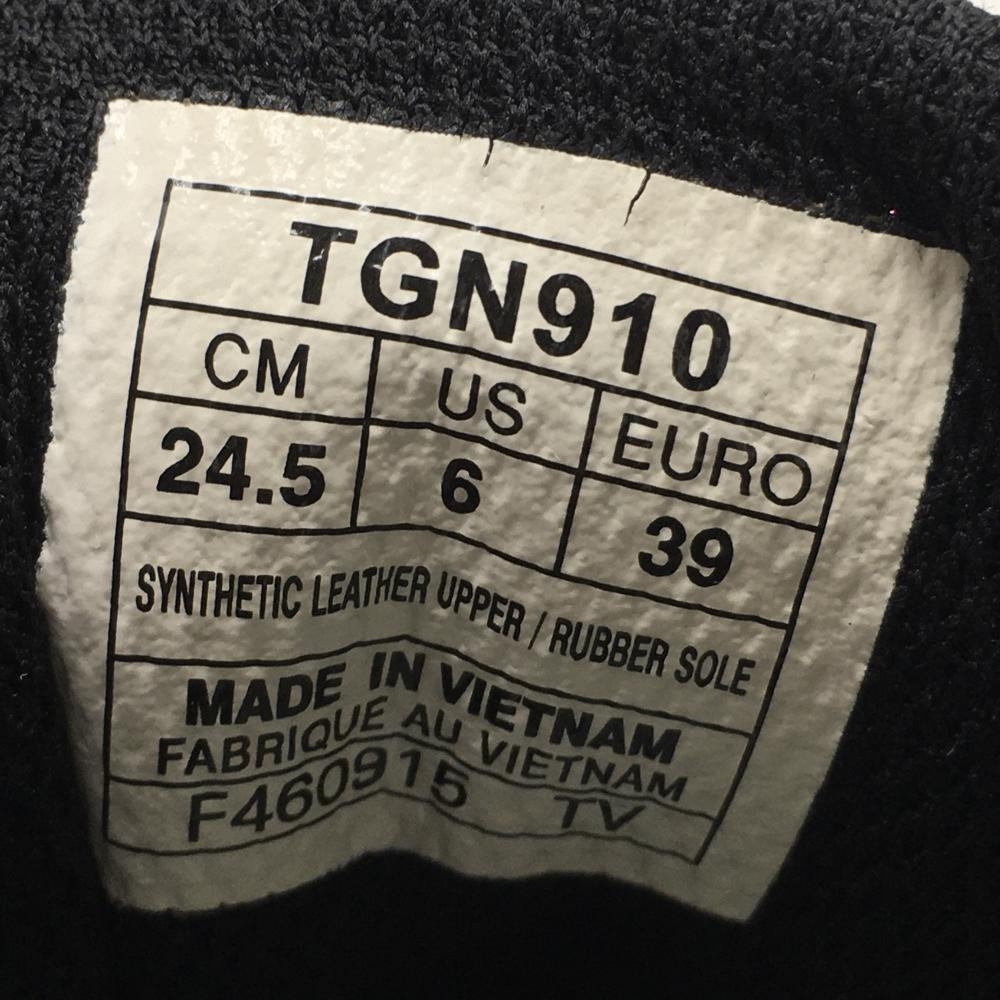 TGN910
CM US EURO
24.5 6 39
SYNTHETIC LEATHER UPPER / RUBBER SOLE
MADE IN VIETNAM
FABRIQUE AU VIETNAM
F460915 TV